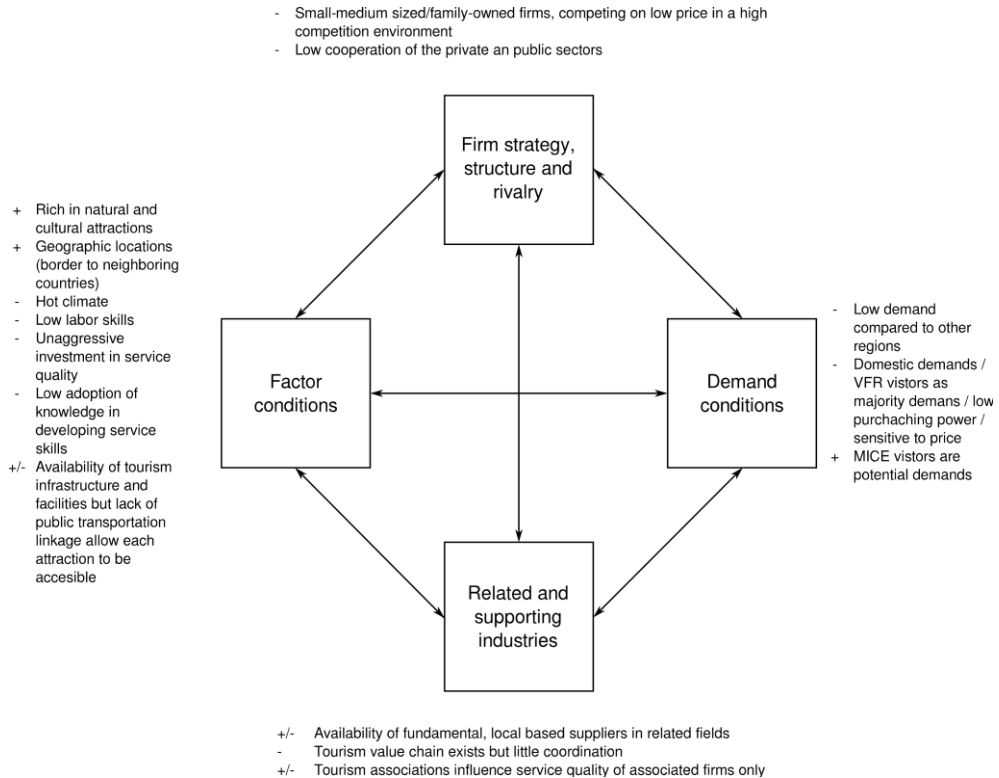 - Small-medium sized/family-owned firms, competing on low price in a high
competition environment
- Low cooperation of the private an public sectors
Firm strategy,
structure and
rivalry
+ Rich in natural and
cultural attractions
+ Geographic locations
(border to neighboring
countries)
- Hot climate
- Low labor skills
- Unaggressive
investment in service
quality
- Low adoption of
knowledge in
developing service
skills
+/- Availability of tourism
infrastructure and
facilities but lack of
public transportation
linkage allow each
attraction to be
accesible
Factor
conditions
Demand
conditions
- Low demand
compared to other
regions
- Domestic demands /
VFR vistors as
majority demans / low
purchaching power /
sensitive to price
+ MICE vistors are
potential demands
Related and
supporting
industries
+/- Availability of fundamental, local based suppliers in related fields
- Tourism value chain exists but little coordination
+/- Tourism associations influence service quality of associated firms only